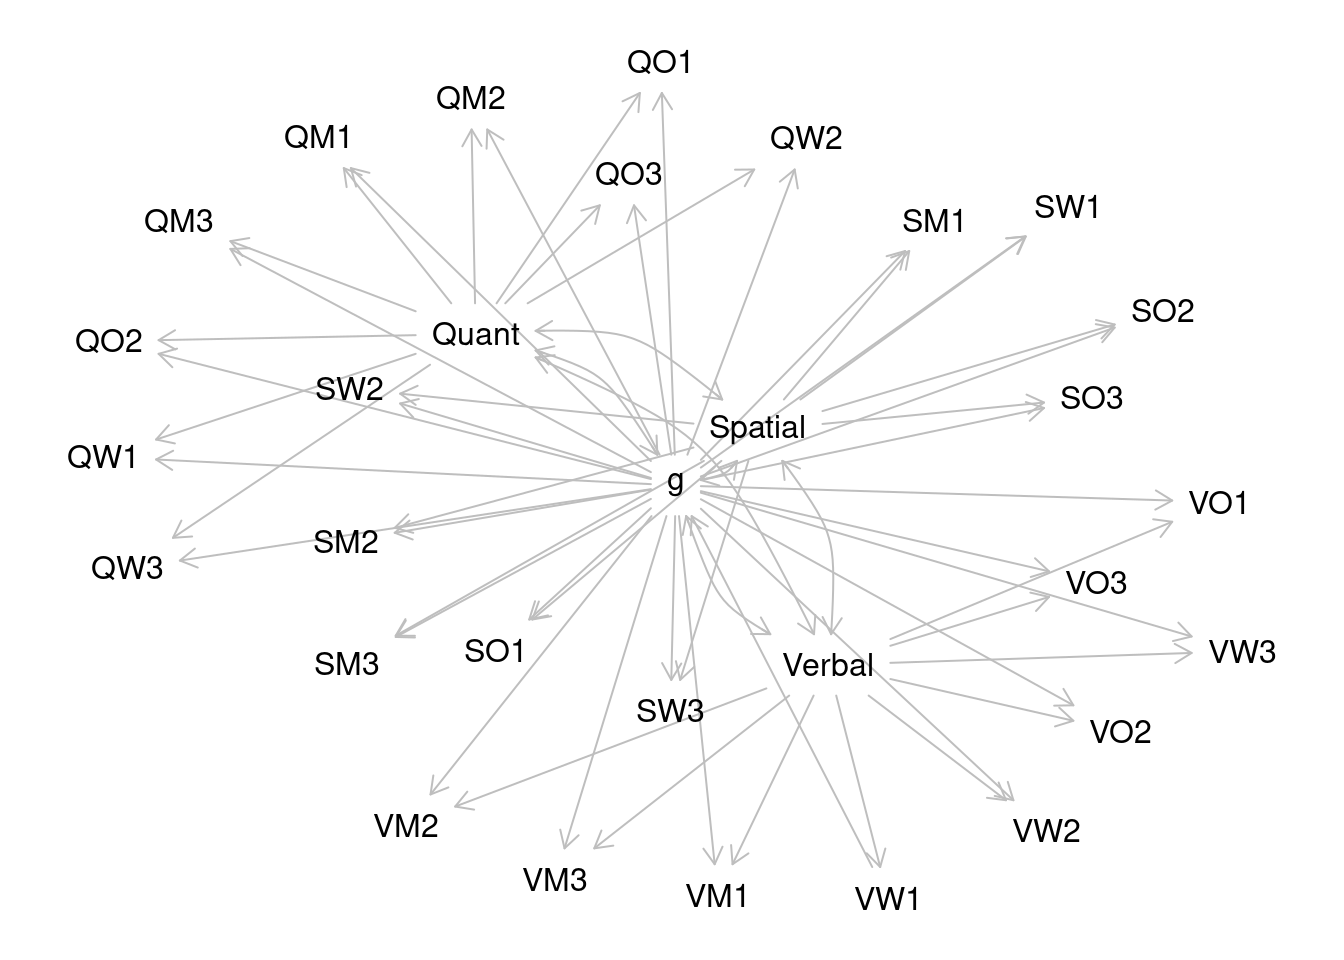 QO1
QM2
QM1
QW2
QO3
SW1
QM3
SM1
SO2
Quant
QO2
SW2
SO3
Spatial
QW1
g
VO1
SM2
QW3
VO3
SO1
VW3
SM3
Verbal
SW3
VO2
VM2
VW2
VM3
VM1
VW1